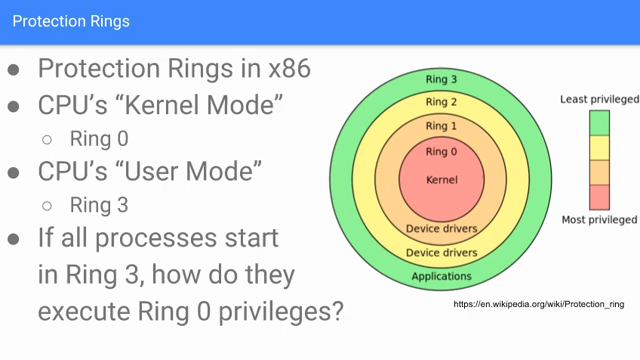 Protection Rings
● Protection Rings in x86
● CPU's “Kernel Mode”
○ Ring 0
● CPU's “User Mode”
○ Ring 3
● If all processes start
in Ring 3, how do they
execute Ring 0 privileges?
Ring 3
Ring 2
Ring 1
Ring 0
Kernel
Device drivers
Device drivers
Applications
Least privileged
Most privileged
https://en.wikipedia.org/wiki/Protection_ring